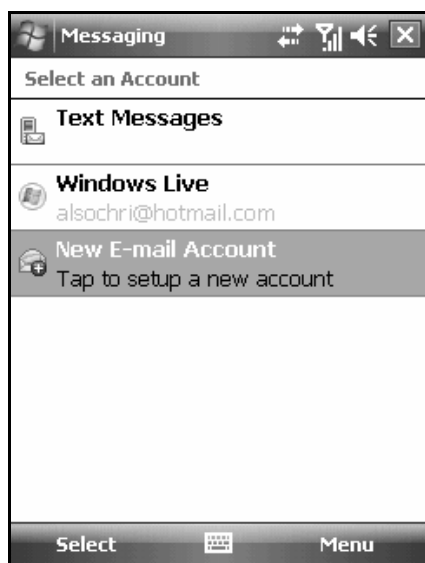 Messaging
Select an Account
Text Messages
Windows Live
alsochri@hotmail.com
New E-mail Account
Tap to setup a new account
Select
Menu